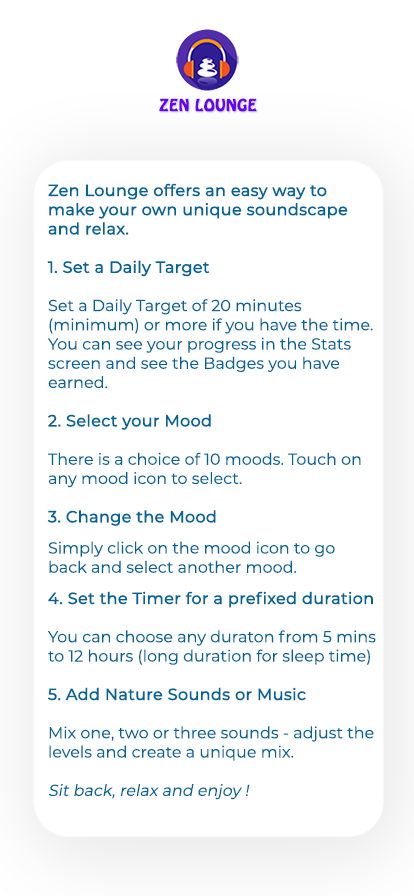 ZEN LOUNGE
Zen Lounge offers an easy way to
make your own unique soundscape
and relax.
1. Set a Daily Target
Set a Daily Target of 20 minutes
(minimum) or more if you have the time.
You can see your progress in the Stats
screen and see the Badges you have
earned.
2. Select your Mood
There is a choice of 10 moods. Touch on
any mood icon to select.
3. Change the Mood
Simply click on the mood icon to go
back and select another mood.
4. Set the Timer for a prefixed duration
You can choose any duraton from 5 mins
to 12 hours (long duration for sleep time)
5. Add Nature Sounds or Music
Mix one, two or three sounds - adjust the
levels and create a unique mix.
Sit back, relax and enjoy !